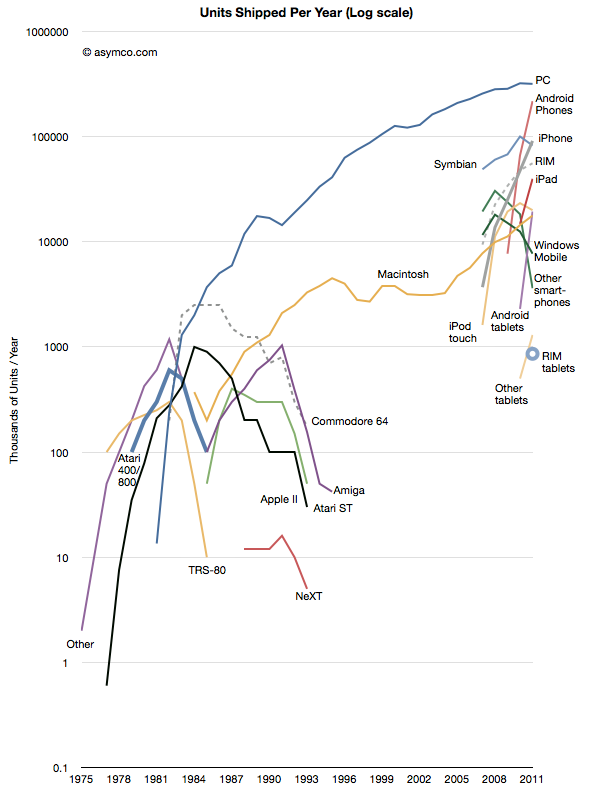 Units Shipped Per Year (Log scale)
1000000
© asymco.com
PC
Android
Phones
100000
iPhone
Symbian
RIM
iPad
10000
Windows
Mobile
Macintosh
Other
smart-
phones
Android
tablets
iPod
touch
1000
RIM
tablets
Other
tablets
Thousands of Units / Year
Commodore 64
100
Atari
400/
800
Amiga
Apple II
Atari ST
10
TRS-80
NeXT
Other
1
0.1
1975 1978 1981 1984 1987 1990 1993 1996 1999 2002 2005 2008 2011